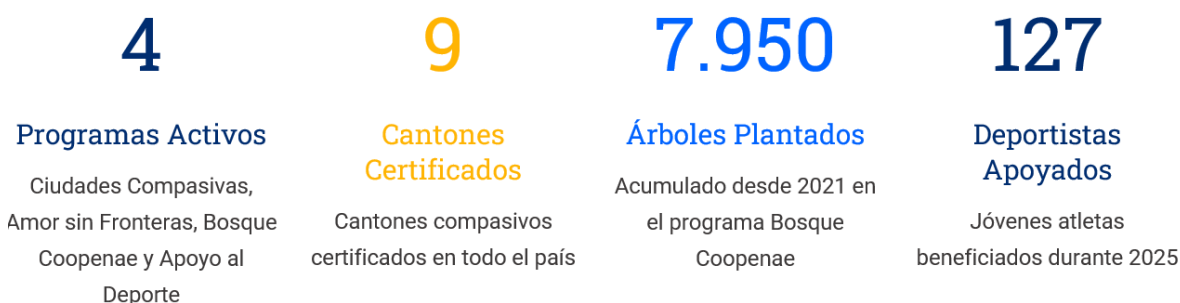 4
Programas Activos
Ciudades Compasivas,
Amor sin Fronteras, Bosque
Coopenae y Apoyo al
Deporte
9
Cantones
Certificados
Cantones compasivos
certificados en todo el país
7.950
Árboles Plantados
Acumulado desde 2021 en
el programa Bosque
Coopenae
127
Deportistas
Apoyados
Jóvenes atletas
beneficiados durante 2025